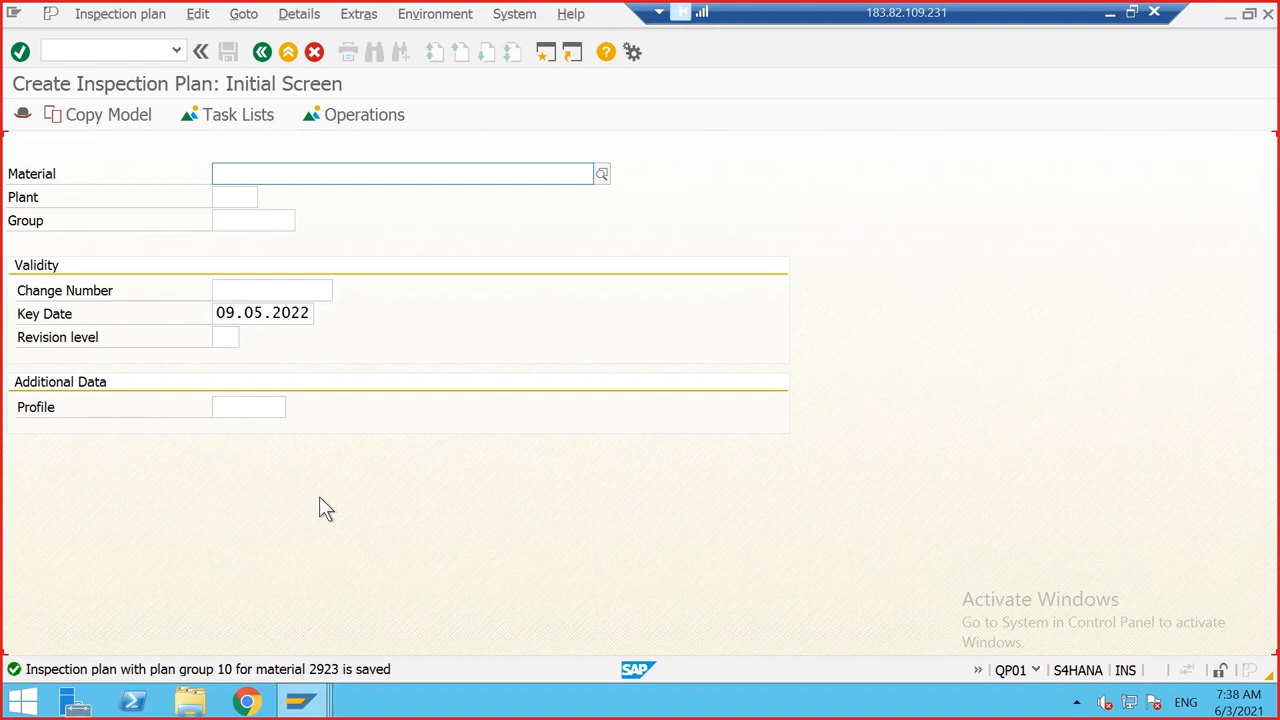 Inspection plan Edit Goto Details Extras Environment System Help
183.82.109.231
Create Inspection Plan: Initial Screen
Copy Model Task Lists Operations
Material
Plant
Group
Validity
Change Number
Key Date 09.05.2022
Revision level
Additional Data
Profile
Activate Windows
Go to System in Control Panel to activate
Windows.
Inspection plan with plan group 10 for material 2923 is saved
SAP
» QP01 S4HANA INS
ENG
7:38 AM
6/3/2021